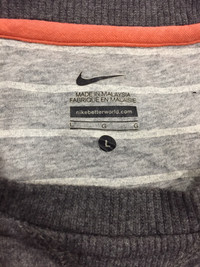 MADE IN MALAYSIA
FABRIQUÉ EN MALAISIE
nikebetterworld.com
L G G
L